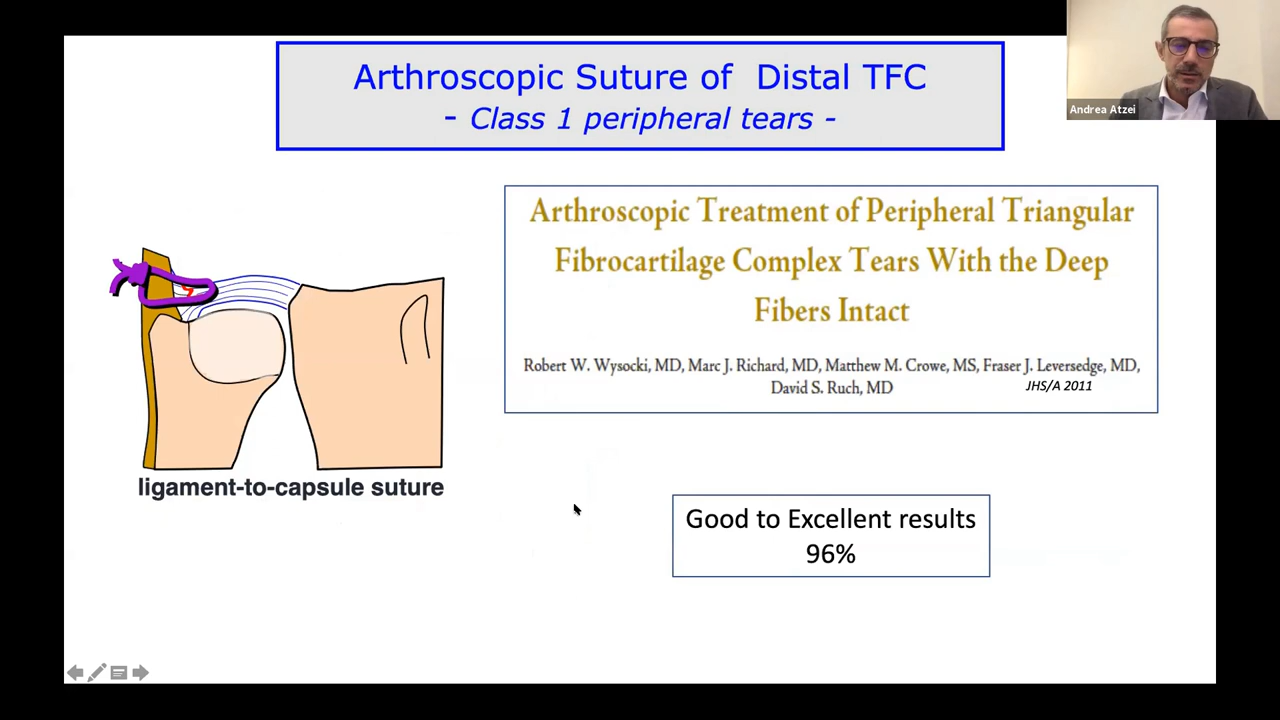 Arthroscopic Suture of Distal TFC
- Class 1 peripheral tears -
Andrea Atzei
Arthroscopic Treatment of Peripheral Triangular
Fibrocartilage Complex Tears With the Deep
Fibers Intact
Robert W. Wysocki, MD, Marc J. Richard, MD, Matthew M. Crowe, MS, Fraser J. Leversedge, MD,
David S. Ruch, MD
JHS/A 2011
ligament-to-capsule suture
Good to Excellent results
96%